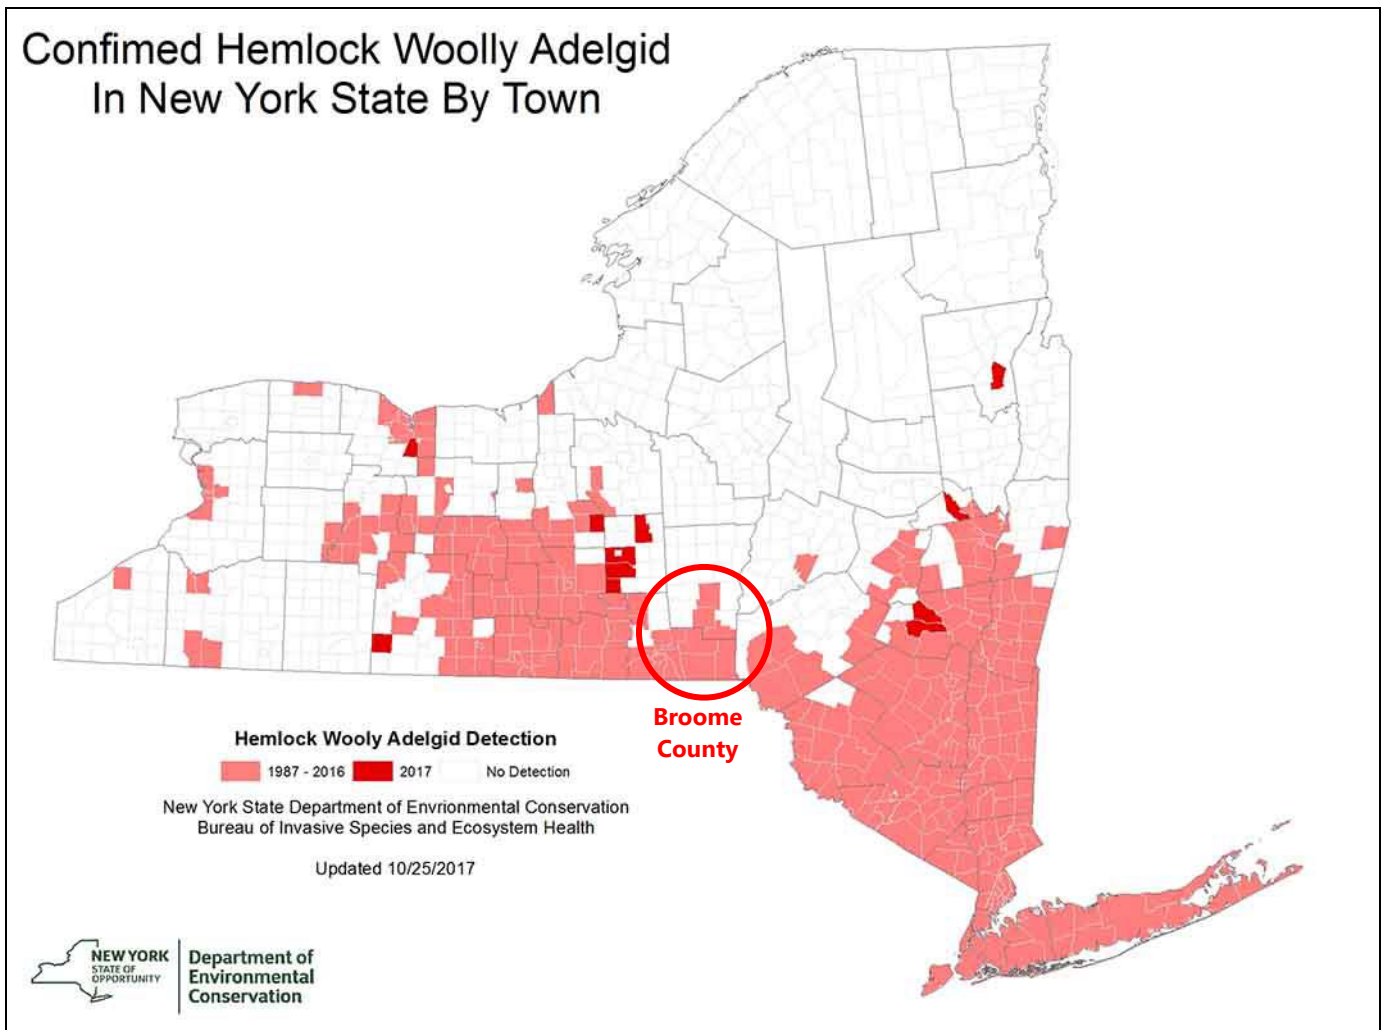 Confimed Hemlock Woolly Adelgid
In New York State By Town
Broome
County
Hemlock Wooly Adelgid Detection
1987 - 2016 2017 No Detection
New York State Department of Envrionmental Conservation
Bureau of Invasive Species and Ecosystem Health
Updated 10/25/2017
NEW YORK
STATE OF
OPPORTUNITY
Department of
Environmental
Conservation